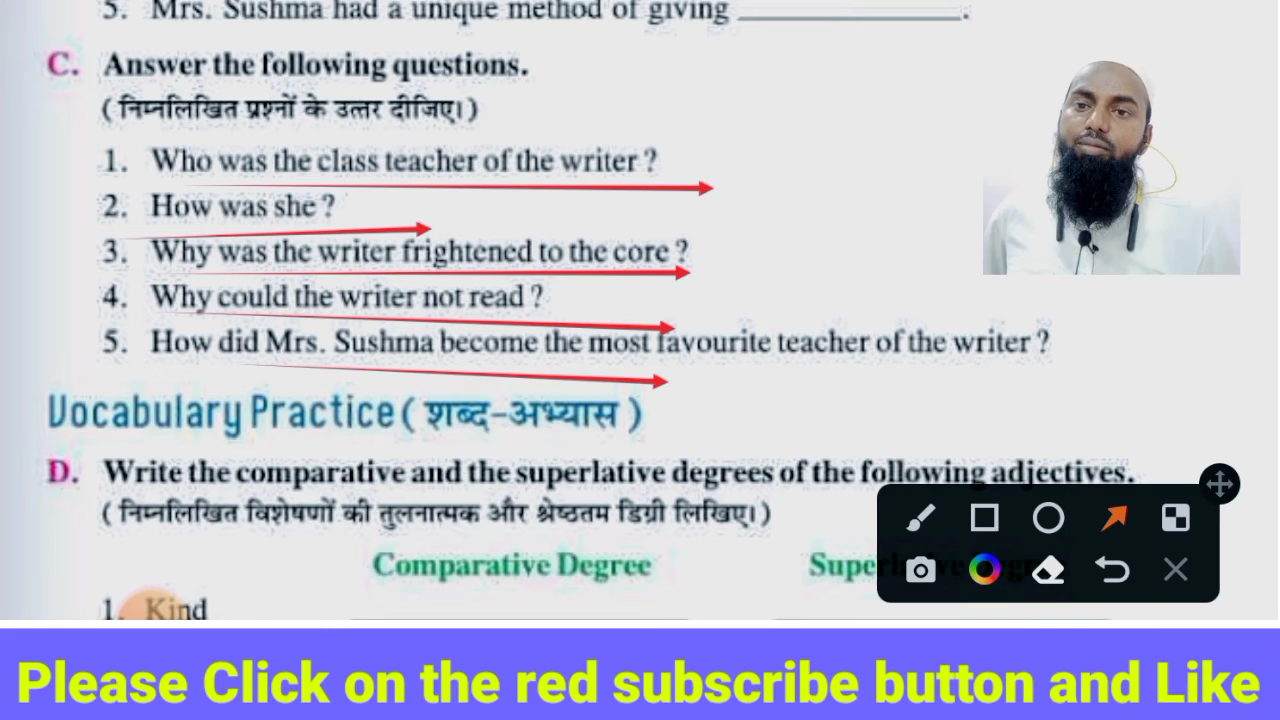 5. Mrs. Sushma had a unique method of giving ____________.
C. Answer the following questions.
( निम्नलिखित प्रश्नों के उत्तर दीजिए। )
1. Who was the class teacher of the writer ?
2. How was she ?
3. Why was the writer frightened to the core ?
4. Why could the writer not read ?
5. How did Mrs. Sushma become the most favourite teacher of the writer ?
Vocabulary Practice ( शब्द-अभ्यास )
D. Write the comparative and the superlative degrees of the following adjectives.
( निम्नलिखित विशेषणों की तुलनात्मक और श्रेष्ठतम डिग्री लिखिए। )
Comparative Degree Superlative Degree
1. Kind
Please Click on the red subscribe button and Like